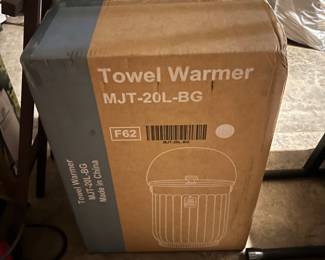 Towel Warmer
MJT-20L-BG
F62
MJT-20L-BG
Towel Warmer
MJT-20L-BG
Made in China